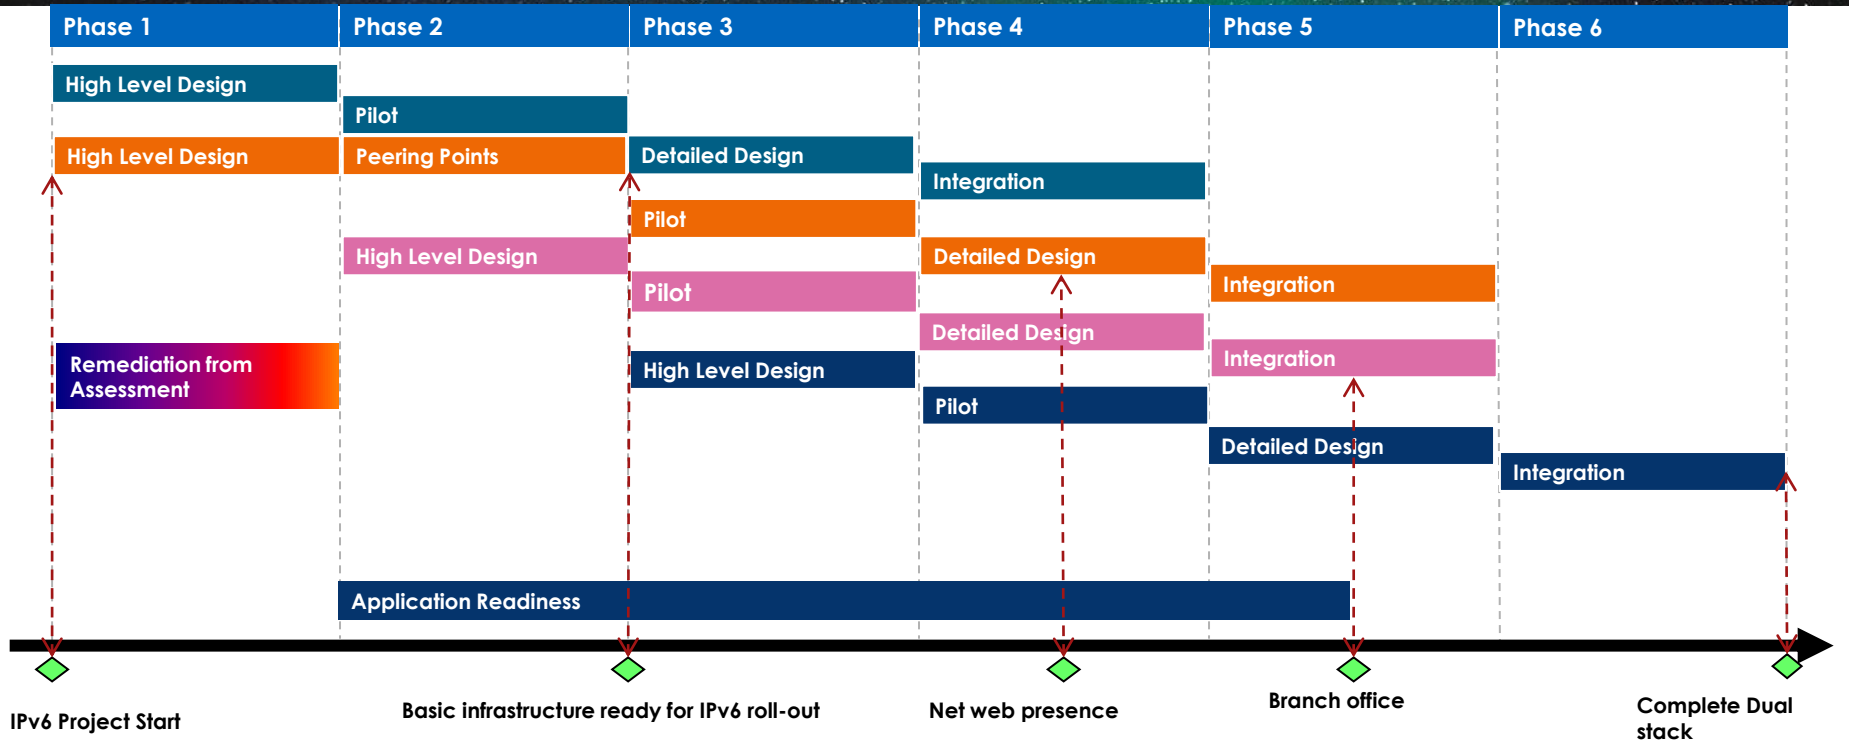 Phase 1
Phase 2
Phase 3
Phase 4
Phase 5
Phase 6
High Level Design
Pilot
High Level Design
Peering Points
Detailed Design
Integration
Pilot
High Level Design
Detailed Design
Pilot
Integration
Detailed Design
Remediation from
Assessment
High Level Design
Integration
Pilot
Detailed Design
Integration
Application Readiness
IPv6 Project Start
Basic infrastructure ready for IPv6 roll-out
Net web presence
Branch office
Complete Dual
stack